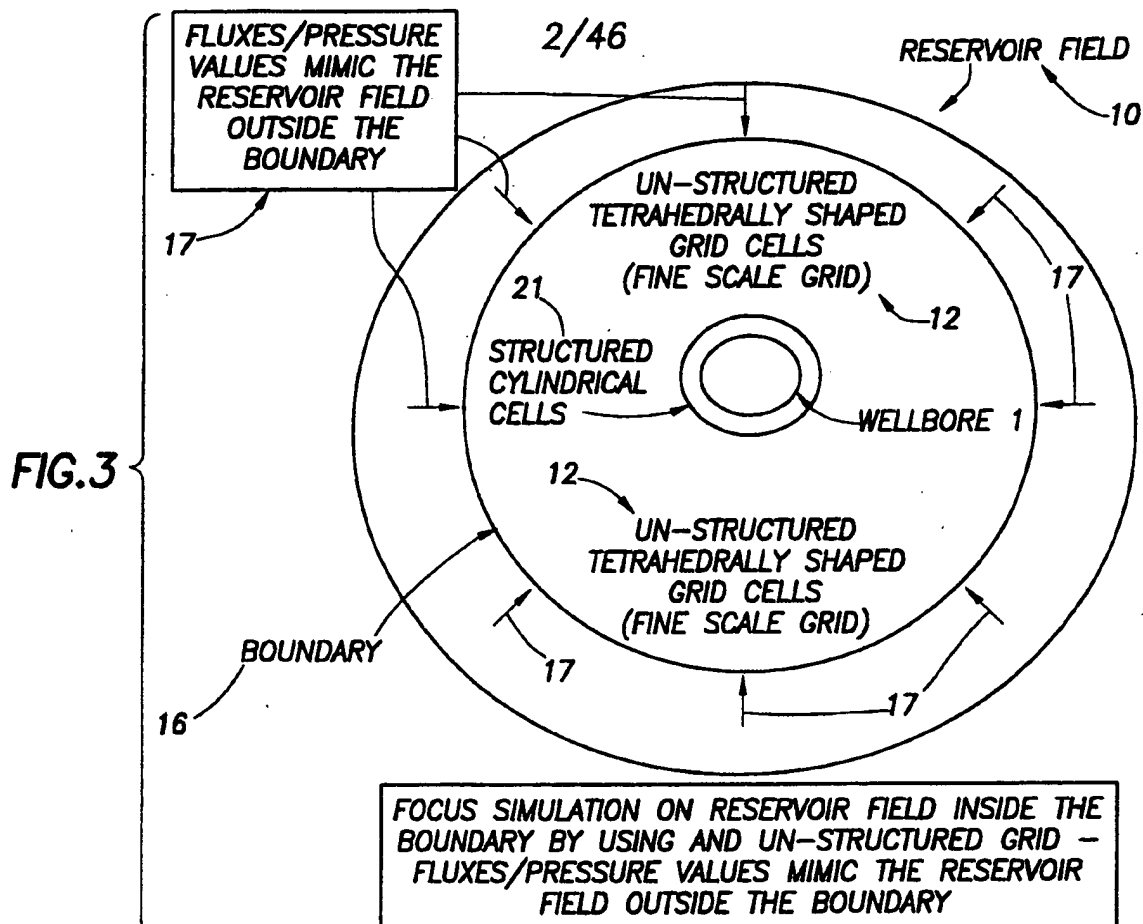 2/46
FLUXES/PRESSURE
VALUES MIMIC THE
RESERVOIR FIELD
OUTSIDE THE
BOUNDARY
17
RESERVOIR FIELD
10
UN-STRUCTURED
TETRAHEDRALLY SHAPED
GRID CELLS
(FINE SCALE GRID)
12
17
21
STRUCTURED
CYLINDRICAL
CELLS
WELLBORE 1
FIG.3
12
UN-STRUCTURED
TETRAHEDRALLY SHAPED
GRID CELLS
(FINE SCALE GRID)
BOUNDARY
16
17
17
FOCUS SIMULATION ON RESERVOIR FIELD INSIDE THE
BOUNDARY BY USING AND UN-STRUCTURED GRID -
FLUXES/PRESSURE VALUES MIMIC THE RESERVOIR
FIELD OUTSIDE THE BOUNDARY